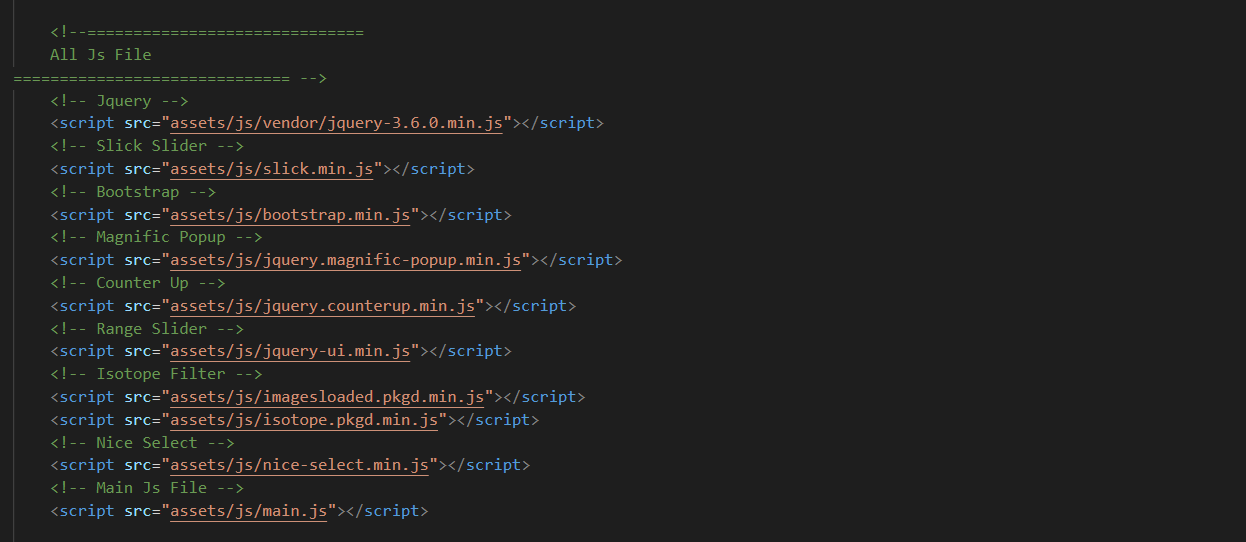 <!--==============================
All Js File
============================== -->
<!-- Jquery -->
<script src="assets/js/vendor/jquery-3.6.0.min.js"></script>
<!-- Slick Slider -->
<script src="assets/js/slick.min.js"></script>
<!-- Bootstrap -->
<script src="assets/js/bootstrap.min.js"></script>
<!-- Magnific Popup -->
<script src="assets/js/jquery.magnific-popup.min.js"></script>
<!-- Counter Up -->
<script src="assets/js/jquery.counterup.min.js"></script>
<!-- Range Slider -->
<script src="assets/js/jquery-ui.min.js"></script>
<!-- Isotope Filter -->
<script src="assets/js/imagesloaded.pkgd.min.js"></script>
<script src="assets/js/isotope.pkgd.min.js"></script>
<!-- Nice Select -->
<script src="assets/js/nice-select.min.js"></script>
<!-- Main Js File -->
<script src="assets/js/main.js"></script>